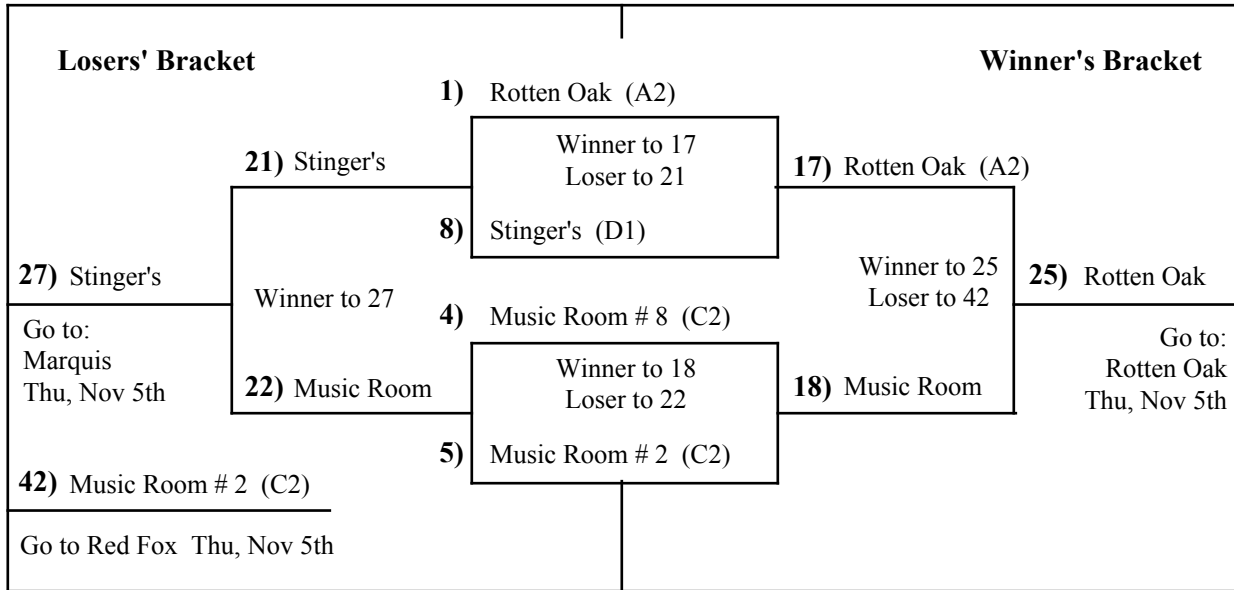 Losers' Bracket
Winner's Bracket
1) Rotten Oak (A2)
Winner to 17
Loser to 21
21) Stinger's
17) Rotten Oak (A2)
8) Stinger's (D1)
27) Stinger's
Winner to 27
Winner to 25
Loser to 42
25) Rotten Oak
4) Music Room # 8 (C2)
Go to:
Marquis
Thu, Nov 5th
Go to:
Rotten Oak
Thu, Nov 5th
Winner to 18
Loser to 22
22) Music Room
18) Music Room
5) Music Room # 2 (C2)
42) Music Room # 2 (C2)
Go to Red Fox Thu, Nov 5th